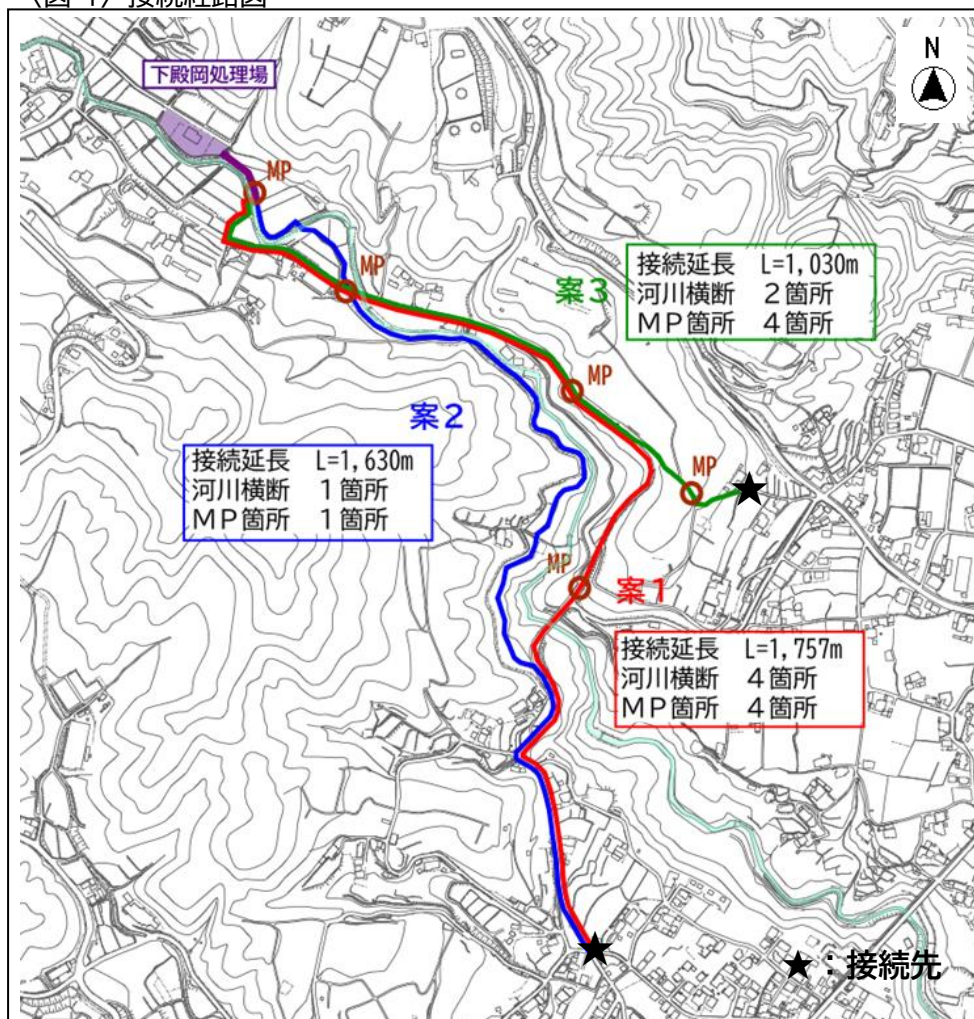 〈図-1〉接続経路図
N
下殿岡処理場
MP
MP
案3
接続延長 L=1,030m
河川横断 2箇所
MP箇所 4箇所
MP
案2
接続延長 L=1,630m
河川横断 1箇所
MP箇所 1箇所
MP
MP
案1
接続延長 L=1,757m
河川横断 4箇所
MP箇所 4箇所
★:接続先